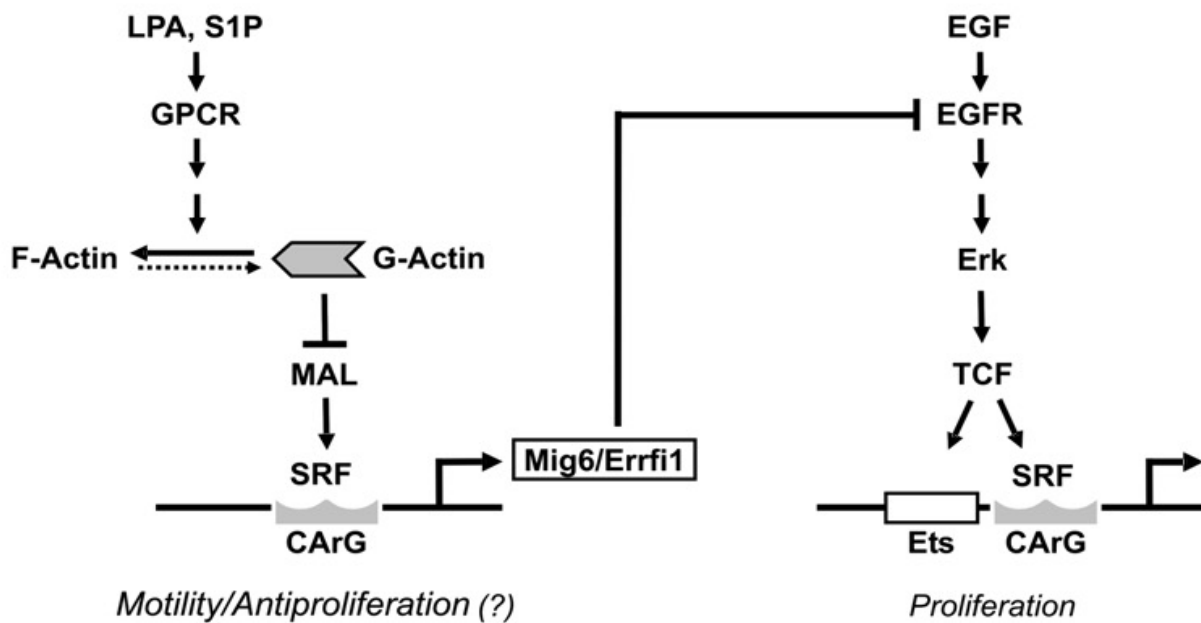 LPA, S1P
GPCR
F-Actin
G-Actin
MAL
SRF
CArG
Mig6/Errfi1
Motility/Antiproliferation (?)
EGF
EGFR
Erk
TCF
SRF
Ets
CArG
Proliferation